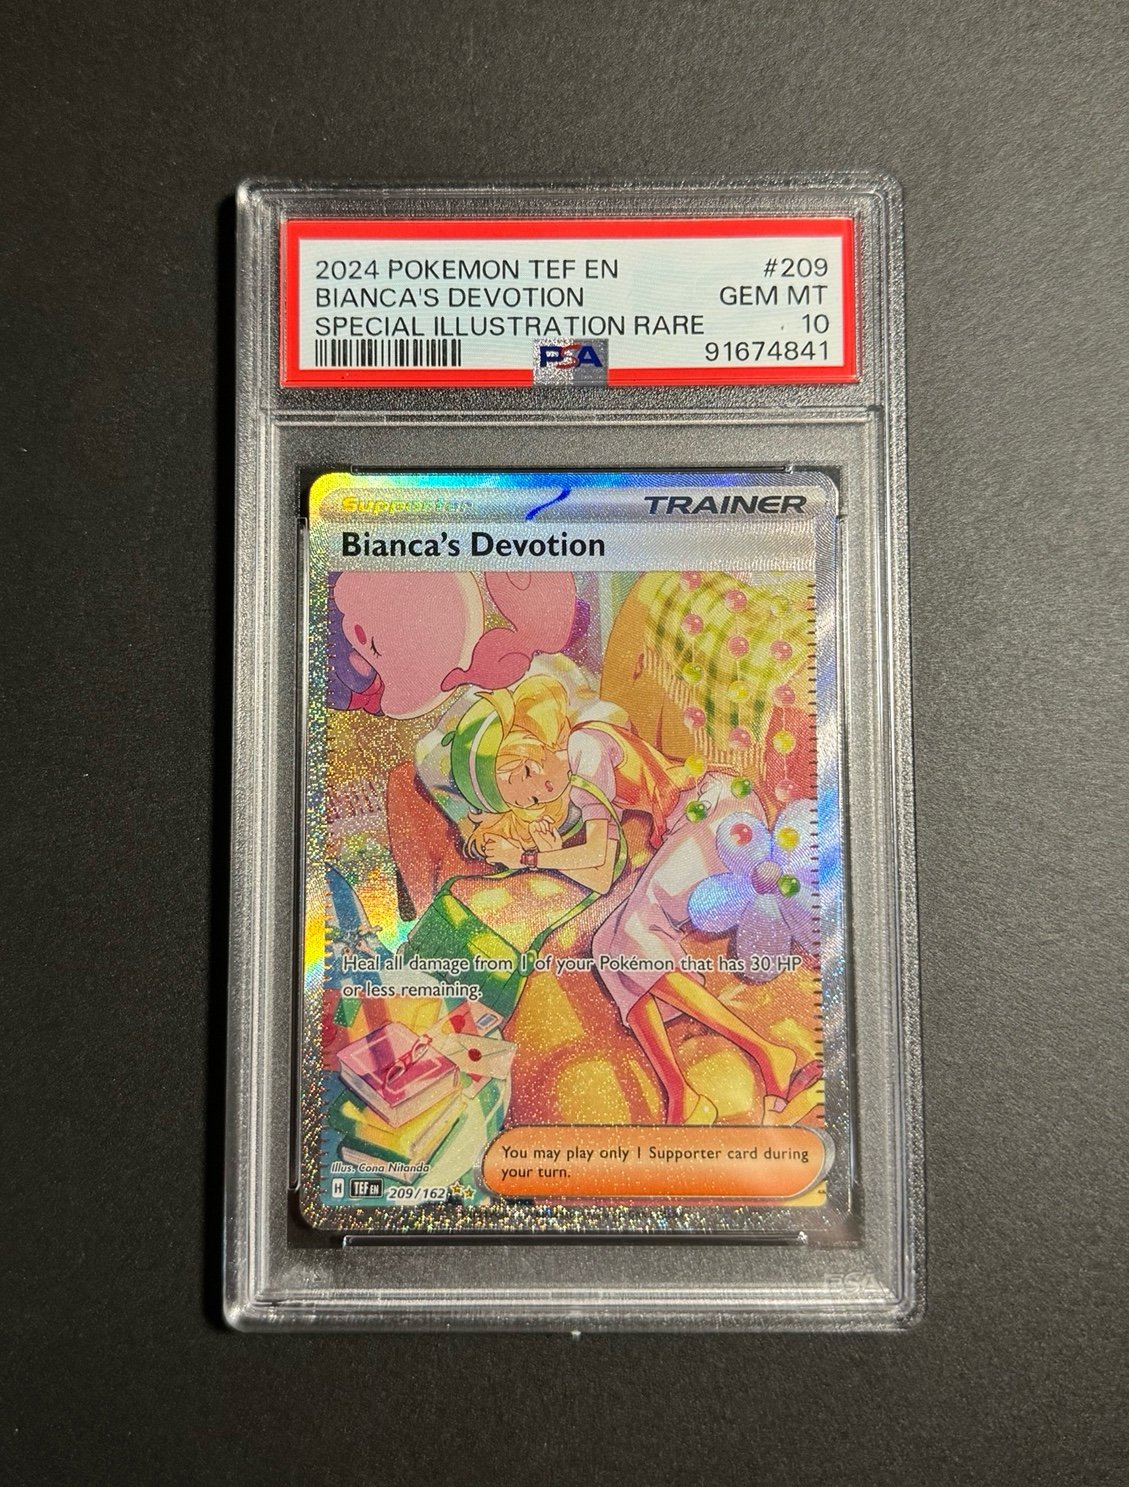 2024 POKEMON TEF EN #209
BIANCA'S DEVOTION GEM MT
SPECIAL ILLUSTRATION RARE 10
PSA 91674841
Supporter TRAINER
Bianca's Devotion
Heal all damage from 1 of your Pokémon that has 30 HP
or less remaining.
You may play only 1 Supporter card during
your turn.
Illus. Cona Nitanda
H TEF EN 209/162
PSA